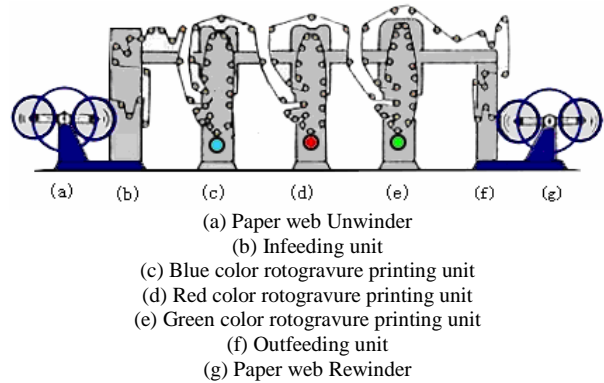 (a) (b) (c) (d) (e) (f) (g)
(a) Paper web Unwinder
(b) Infeeding unit
(c) Blue color rotogravure printing unit
(d) Red color rotogravure printing unit
(e) Green color rotogravure printing unit
(f) Outfeeding unit
(g) Paper web Rewinder